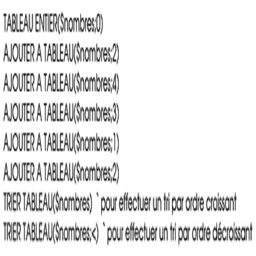 TABLEAU ENTIER($nombres;0)
AJOUTER A TABLEAU($nombres;2)
AJOUTER A TABLEAU($nombres;4)
AJOUTER A TABLEAU($nombres;3)
AJOUTER A TABLEAU($nombres;1)
AJOUTER A TABLEAU($nombres;2)
TRIER TABLEAU($nombres) `pour effectuer un tri par ordre croissant
TRIER TABLEAU($nombres;<) `pour effectuer un tri par ordre décroissant